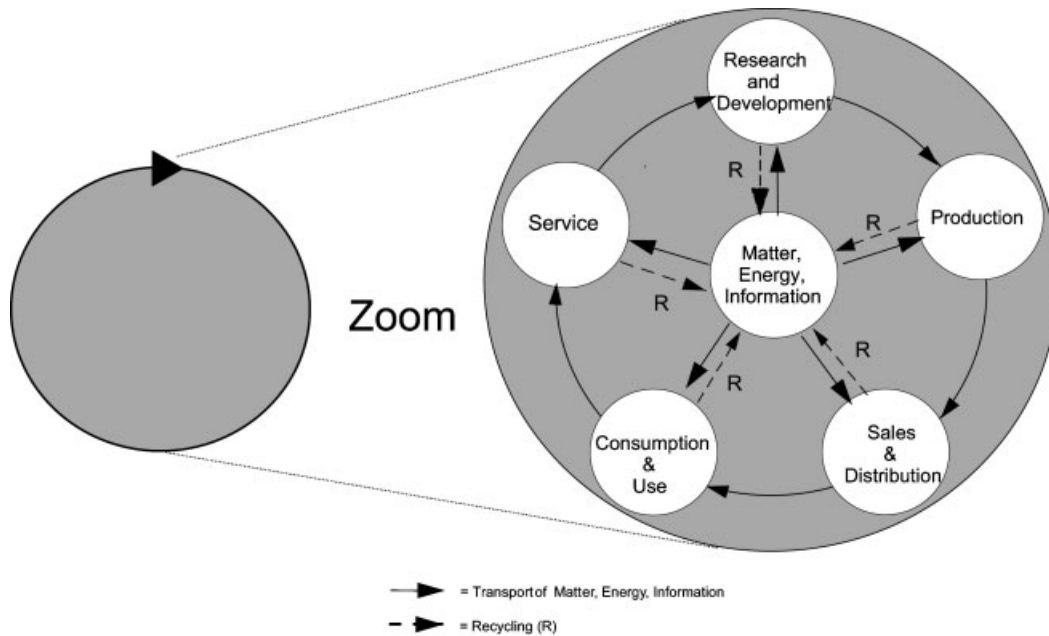 Research
and
Development
R
Production
R
Service
Matter,
Energy,
Information
R
Zoom
R
R
Consumption
&
Use
Sales
&
Distribution
= Transport of Matter, Energy, Information
= Recycling (R)